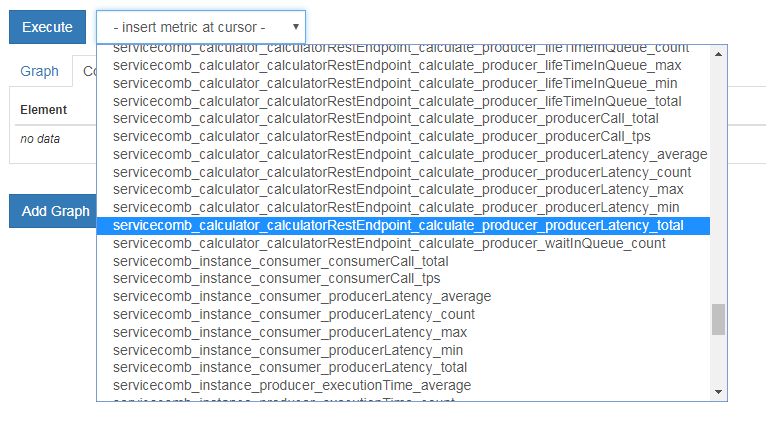 Execute
- insert metric at cursor -
servicecomb_calculator_calculatorRestEndpoint_calculate_producer_lifeTimeInQueue_count
servicecomb_calculator_calculatorRestEndpoint_calculate_producer_lifeTimeInQueue_max
Graph
Co
servicecomb_calculator_calculatorRestEndpoint_calculate_producer_lifeTimeInQueue_min
servicecomb_calculator_calculatorRestEndpoint_calculate_producer_lifeTimeInQueue_total
Element
servicecomb_calculator_calculatorRestEndpoint_calculate_producer_producerCall_total
servicecomb_calculator_calculatorRestEndpoint_calculate_producer_producerCall_tps
no data
servicecomb_calculator_calculatorRestEndpoint_calculate_producer_producerLatency_average
servicecomb_calculator_calculatorRestEndpoint_calculate_producer_producerLatency_count
servicecomb_calculator_calculatorRestEndpoint_calculate_producer_producerLatency_max
servicecomb_calculator_calculatorRestEndpoint_calculate_producer_producerLatency_min
Add Graph
servicecomb_calculator_calculatorRestEndpoint_calculate_producer_producerLatency_total
servicecomb_calculator_calculatorRestEndpoint_calculate_producer_waitInQueue_count
servicecomb_instance_consumer_consumerCall_total
servicecomb_instance_consumer_consumerCall_tps
servicecomb_instance_consumer_producerLatency_average
servicecomb_instance_consumer_producerLatency_count
servicecomb_instance_consumer_producerLatency_max
servicecomb_instance_consumer_producerLatency_min
servicecomb_instance_consumer_producerLatency_total
servicecomb_instance_producer_executionTime_average
servicecomb_instance_producer_executionTime_count